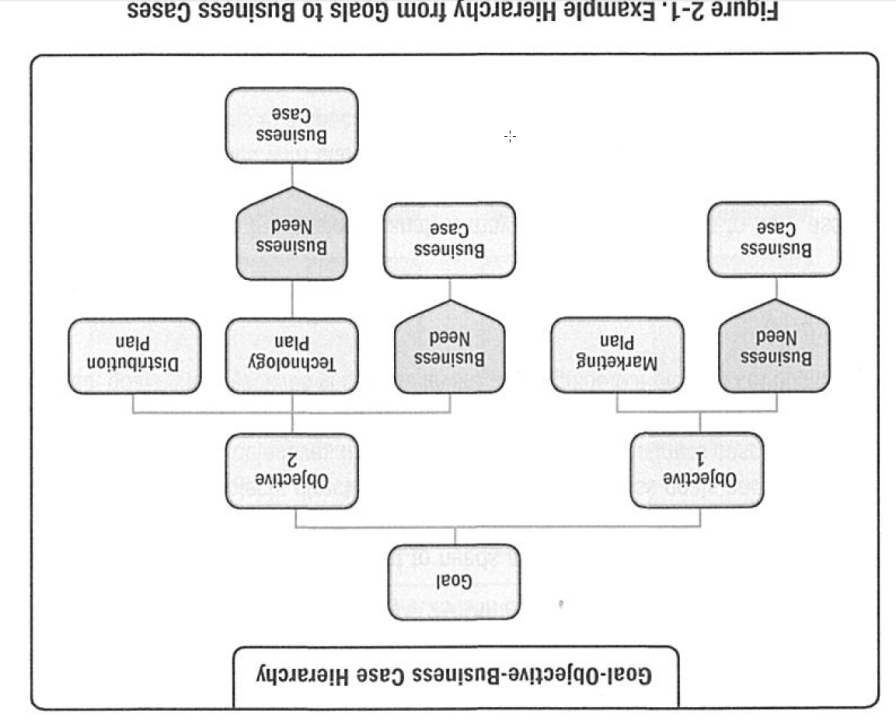 Goal-Objective-Business Case Hierarchy
Goal
Objective
1
Objective
2
Business
Need
Marketing
Plan
Business
Need
Technology
Plan
Distribution
Plan
Business
Case
Business
Case
Business
Need
Business
Case
Figure 2-1. Example Hierarchy from Goals to Business Cases